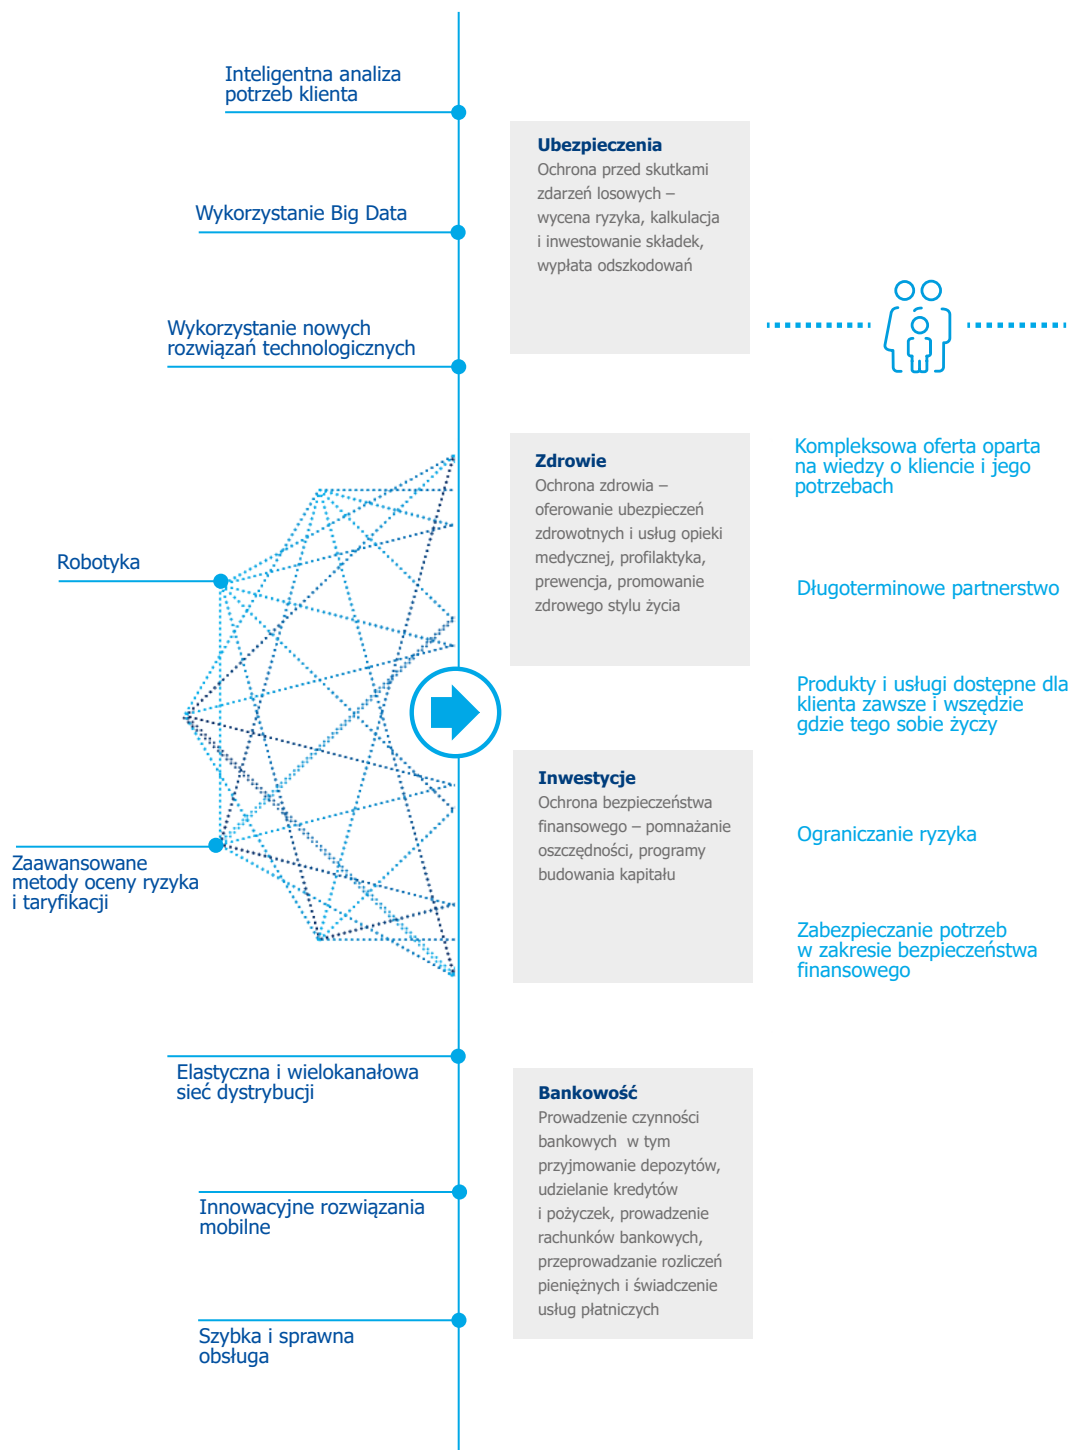 Inteligentna analiza
potrzeb klienta
Wykorzystanie Big Data
Wykorzystanie nowych
rozwiązań technologicznych
Robotyka
Zaawansowane
metody oceny ryzyka
i taryfikacji
Elastyczna i wielokanałowa
sieć dystrybucji
Innowacyjne rozwiązania
mobilne
Szybka i sprawna
obsługa
Ubezpieczenia
Ochrona przed skutkami
zdarzeń losowych –
wycena ryzyka, kalkulacja
i inwestowanie składek,
wypłata odszkodowań
Zdrowie
Ochrona zdrowia –
oferowanie ubezpieczeń
zdrowotnych i usług opieki
medycznej, profilaktyka,
prewencja, promowanie
zdrowego stylu życia
Inwestycje
Ochrona bezpieczeństwa
finansowego – pomnażanie
oszczędności, programy
budowania kapitału
Bankowość
Prowadzenie czynności
bankowych w tym
przyjmowanie depozytów,
udzielanie kredytów
i pożyczek, prowadzenie
rachunków bankowych,
przeprowadzanie rozliczeń
pieniężnych i świadczenie
usług płatniczych
Kompleksowa oferta oparta
na wiedzy o kliencie i jego
potrzebach
Długoterminowe partnerstwo
Produkty i usługi dostępne dla
klienta zawsze i wszędzie
gdzie tego sobie życzy
Ograniczanie ryzyka
Zabezpieczanie potrzeb
w zakresie bezpieczeństwa
finansowego